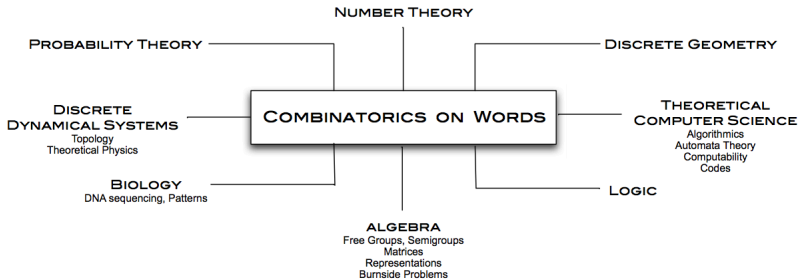 NUMBER THEORY
PROBABILITY THEORY
DISCRETE GEOMETRY
COMBINATORICS ON WORDS
DISCRETE
DYNAMICAL SYSTEMS
Topology
Theoretical Physics
THEORETICAL
COMPUTER SCIENCE
Algorithmics
Automata Theory
Computability
Codes
BIOLOGY
DNA sequencing, Patterns
LOGIC
ALGEBRA
Free Groups, Semigroups
Matrices
Representations
Burnside Problems